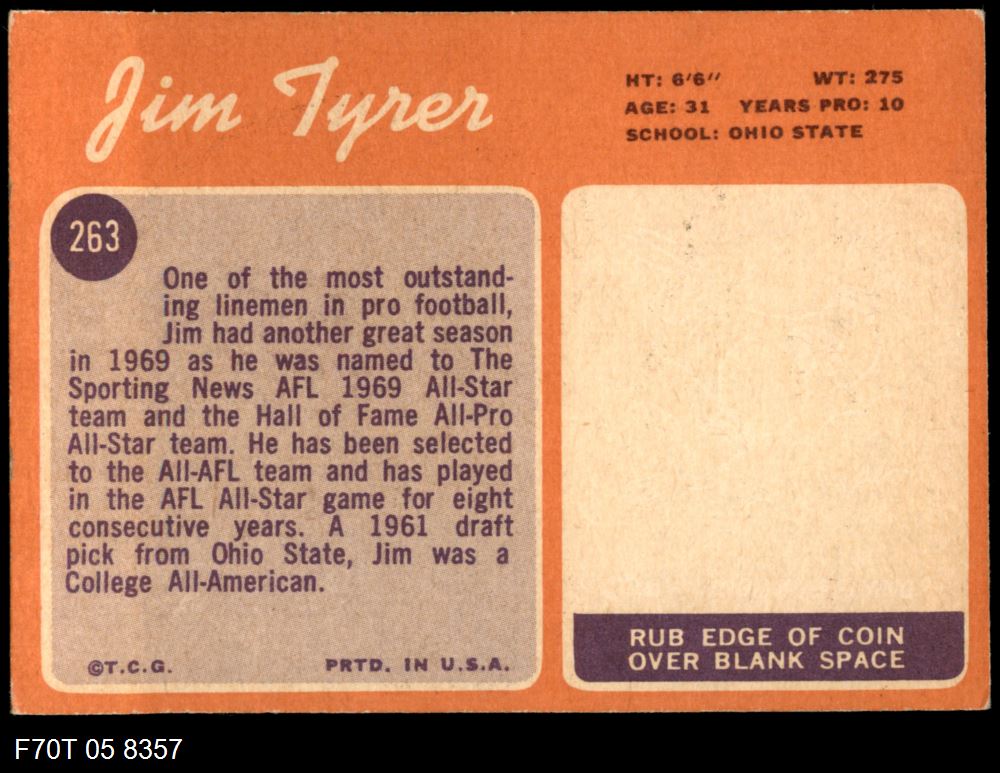 Jim Tyrer
HT: 6'6" WT: 275
AGE: 31 YEARS PRO: 10
SCHOOL: OHIO STATE
263
One of the most outstand-
ing linemen in pro football,
Jim had another great season
in 1969 as he was named to The
Sporting News AFL 1969 All-Star
team and the Hall of Fame All-Pro
All-Star team. He has been selected
to the All-AFL team and has played
in the AFL All-Star game for eight
consecutive years. A 1961 draft
pick from Ohio State, Jim was a
College All-American.
©T.C.G. PRTD. IN U.S.A.
RUB EDGE OF COIN
OVER BLANK SPACE
F70T 05 8357